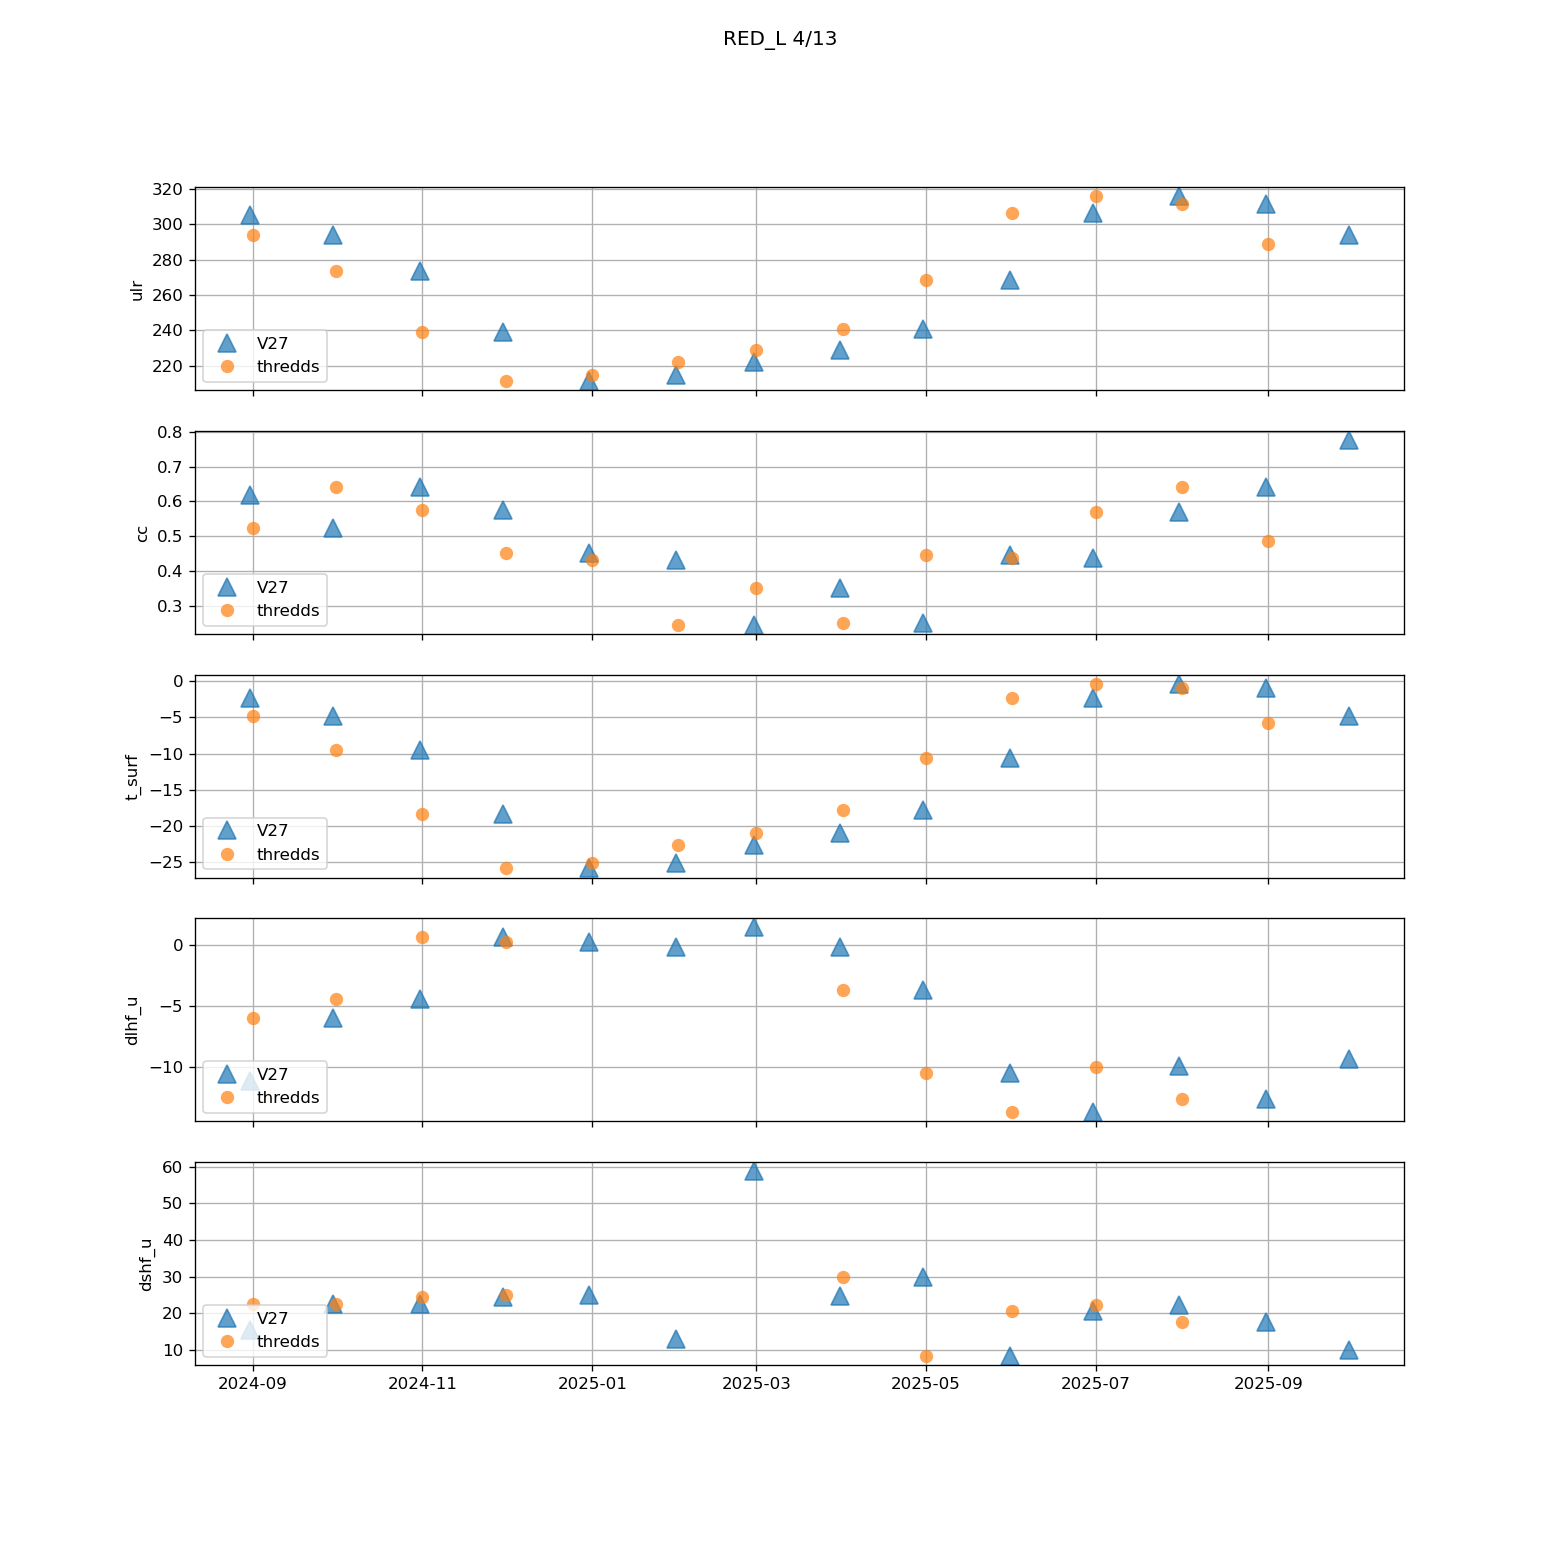 RED_L 4/13
320
300
280
260
240
220
ulr
V27
thredds
0.8
0.7
0.6
0.5
0.4
0.3
cc
V27
thredds
0
−5
−10
−15
−20
−25
t_surf
V27
thredds
0
−5
−10
dlhf_u
V27
thredds
60
50
40
30
20
10
dshf_u
V27
thredds
2024-09 2024-11 2025-01 2025-03 2025-05 2025-07 2025-09